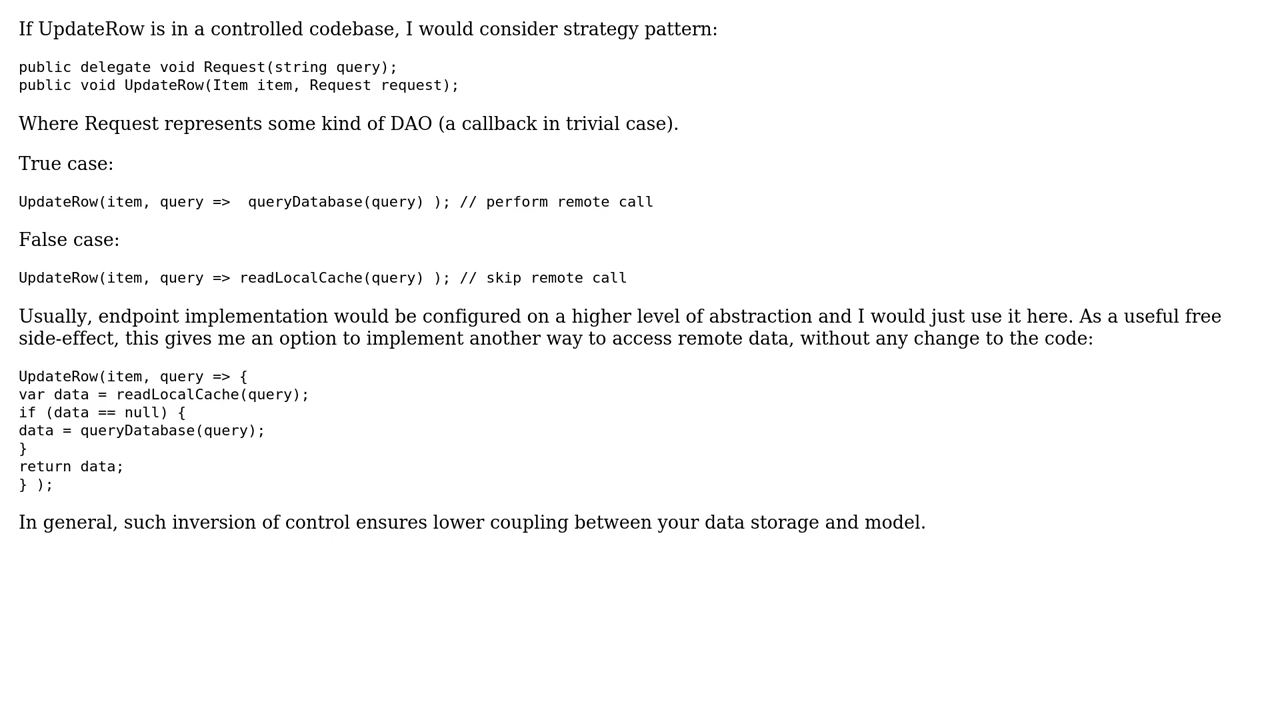 If UpdateRow is in a controlled codebase, I would consider strategy pattern:
public delegate void Request(string query);
public void UpdateRow(Item item, Request request);
Where Request represents some kind of DAO (a callback in trivial case).
True case:
UpdateRow(item, query =>  queryDatabase(query) ); // perform remote call
False case:
UpdateRow(item, query => readLocalCache(query) ); // skip remote call
Usually, endpoint implementation would be configured on a higher level of abstraction and I would just use it here. As a useful free
side-effect, this gives me an option to implement another way to access remote data, without any change to the code:
UpdateRow(item, query => {
var data = readLocalCache(query);
if (data == null) {
data = queryDatabase(query);
}
return data;
} );
In general, such inversion of control ensures lower coupling between your data storage and model.